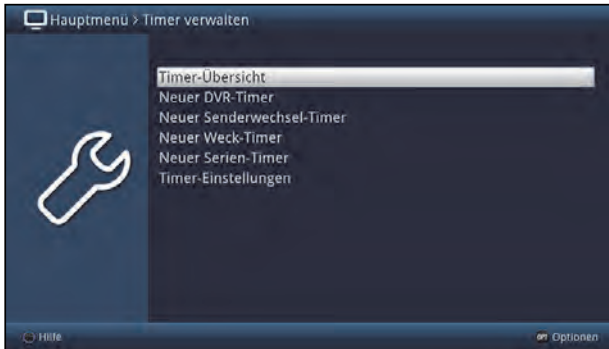 Hauptmenü > Timer verwalten
Timer-Übersicht
Neuer DVR-Timer
Neuer Senderwechsel-Timer
Neuer Weck-Timer
Neuer Serien-Timer
Timer-Einstellungen
Hilfe
OPT Optionen